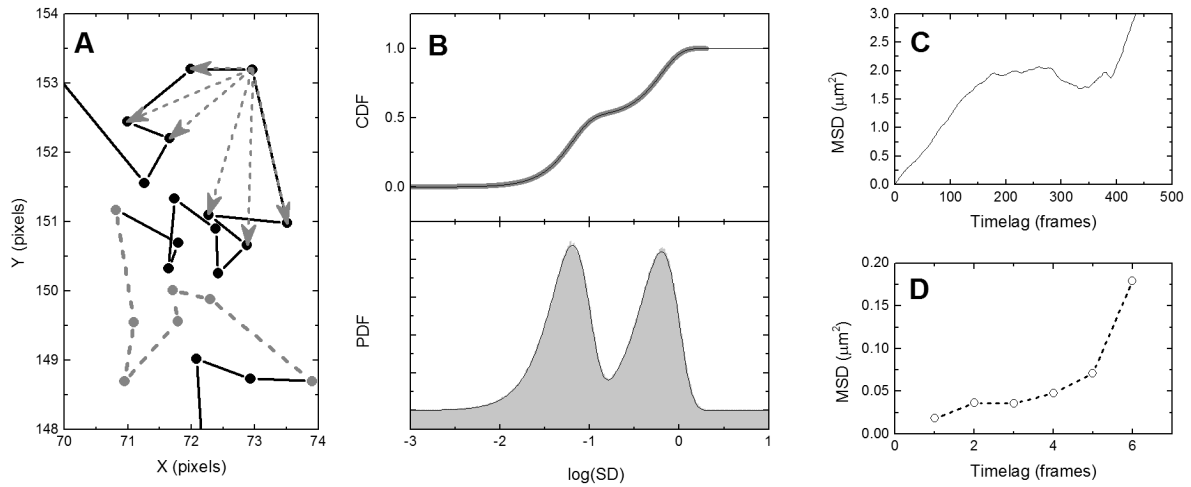 A
154
153
152
151
150
149
148
Y (pixels)
70 71 72 73 74
X (pixels)
B
1.0
0.5
0.0
CDF
PDF
-3 -2 -1 0 1
log(SD)
C
3.0
2.5
2.0
1.5
1.0
0.5
0.0
MSD (μm²)
0 100 200 300 400 500
Timelag (frames)
D
0.20
0.15
0.10
0.05
0.00
MSD (μm²)
0 2 4 6
Timelag (frames)